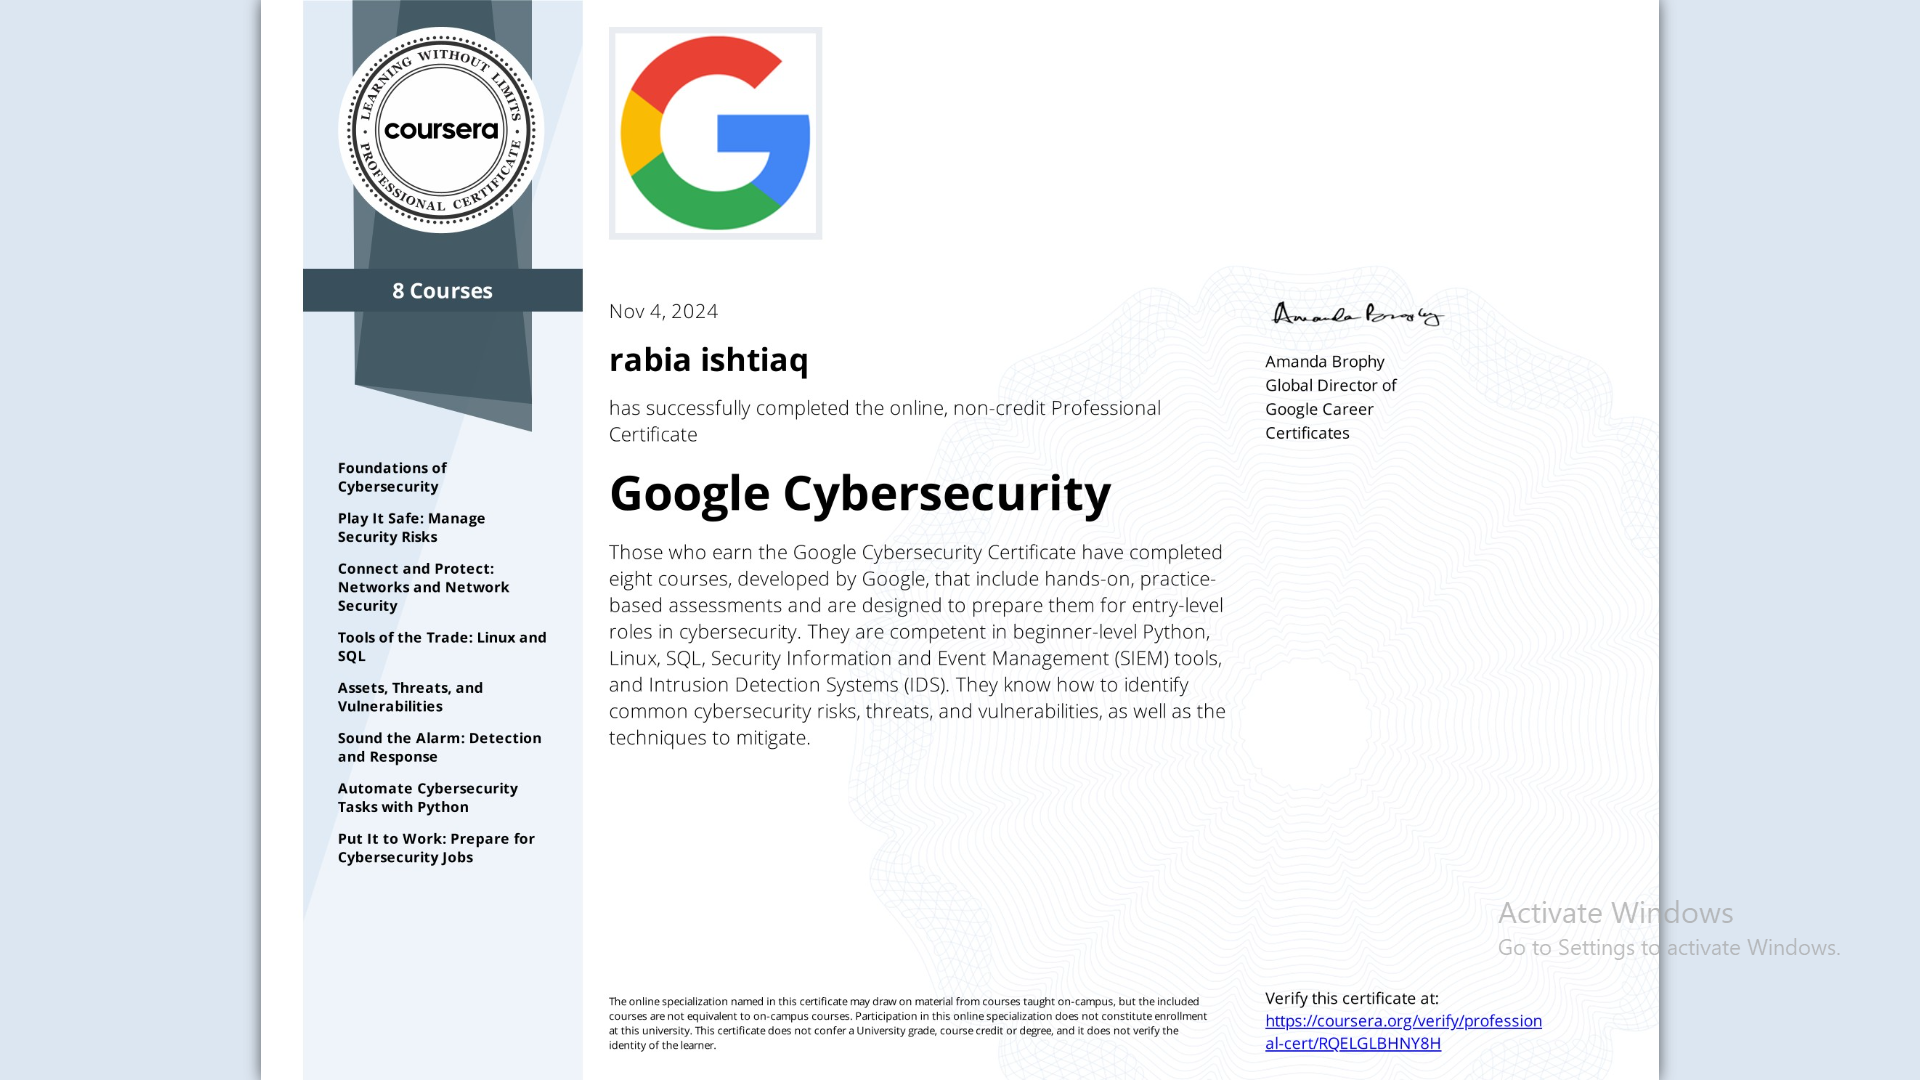 LEARNING WITHOUT LIMITS
coursera
PROFESSIONAL CERTIFICATE
8 Courses
Foundations of
Cybersecurity
Play It Safe: Manage
Security Risks
Connect and Protect:
Networks and Network
Security
Tools of the Trade: Linux and
SQL
Assets, Threats, and
Vulnerabilities
Sound the Alarm: Detection
and Response
Automate Cybersecurity
Tasks with Python
Put It to Work: Prepare for
Cybersecurity Jobs
Nov 4, 2024
rabia ishtiaq
has successfully completed the online, non-credit Professional
Certificate
Google Cybersecurity
Those who earn the Google Cybersecurity Certificate have completed
eight courses, developed by Google, that include hands-on, practice-
based assessments and are designed to prepare them for entry-level
roles in cybersecurity. They are competent in beginner-level Python,
Linux, SQL, Security Information and Event Management (SIEM) tools,
and Intrusion Detection Systems (IDS). They know how to identify
common cybersecurity risks, threats, and vulnerabilities, as well as the
techniques to mitigate.
Amanda Brophy
Amanda Brophy
Global Director of
Google Career
Certificates
The online specialization named in this certificate may draw on material from courses taught on-campus, but the included
courses are not equivalent to on-campus courses. Participation in this online specialization does not constitute enrollment
at this university. This certificate does not confer a University grade, course credit or degree, and it does not verify the
identity of the learner.
Activate Windows
Go to Settings to activate Windows.
Verify this certificate at:
https://coursera.org/verify/profession
al-cert/RQELGLBHNY8H